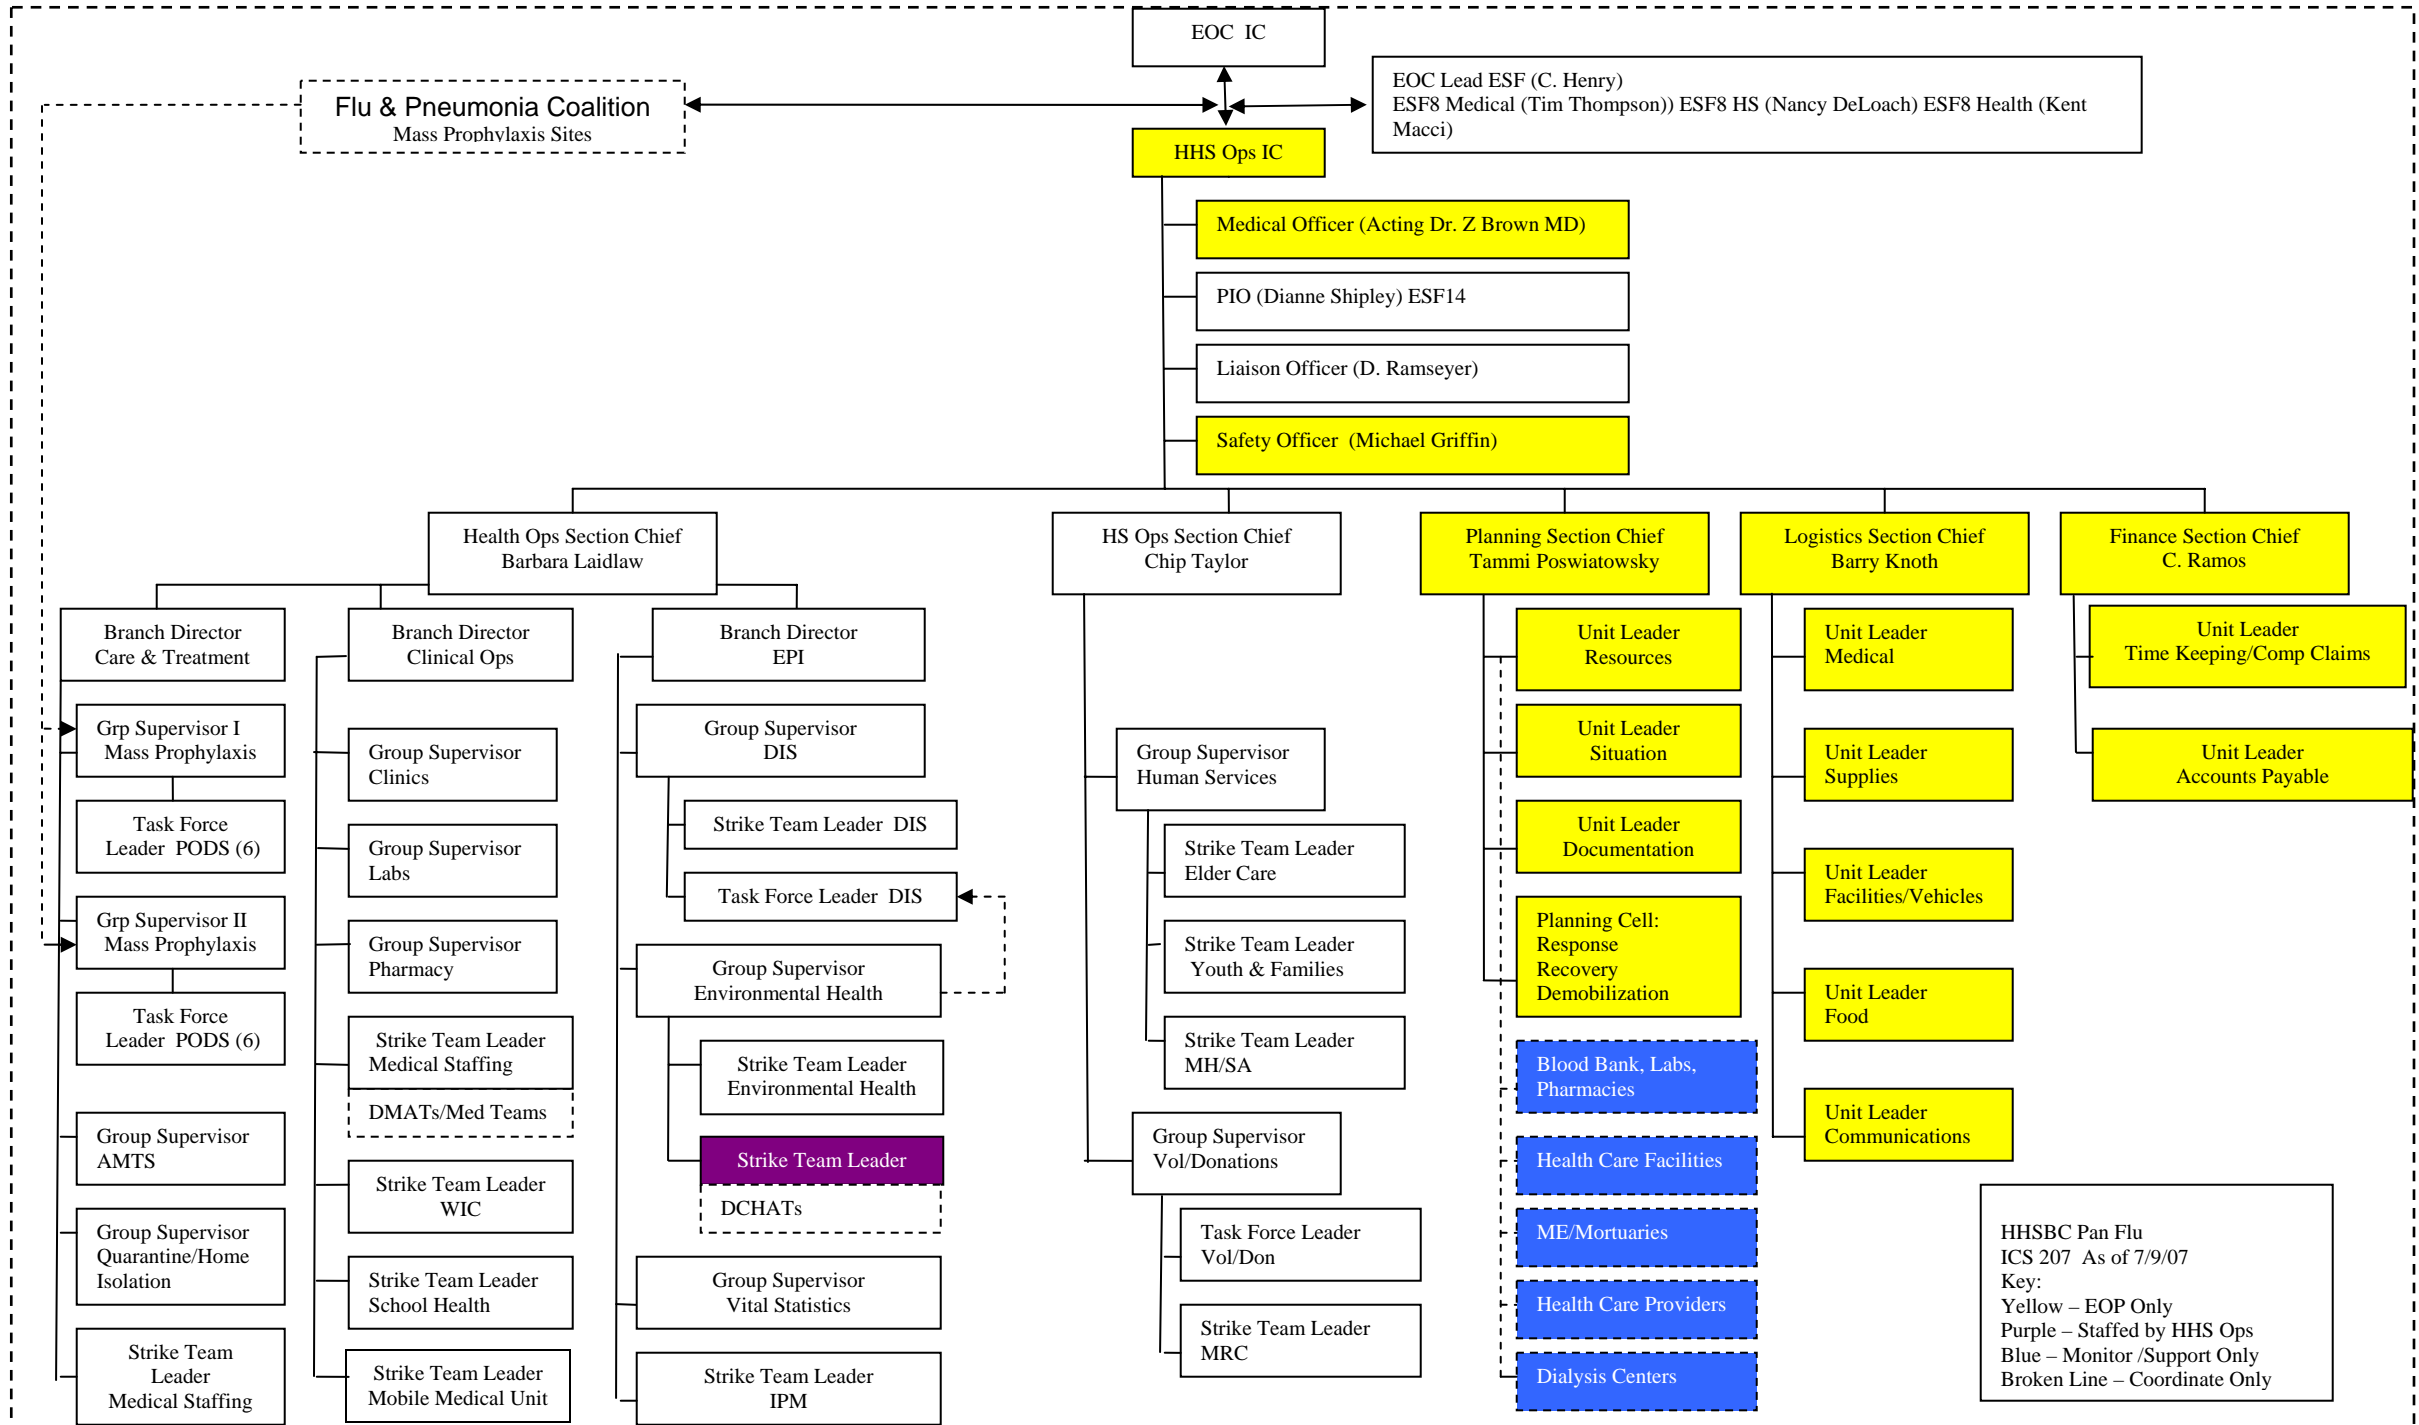 EOC IC
EOC Lead ESF (C. Henry)
ESF8 Medical (Tim Thompson)) ESF8 HS (Nancy DeLoach) ESF8 Health (Kent
Macci)
Flu & Pneumonia Coalition
Mass Prophylaxis Sites
HHS Ops IC
Medical Officer (Acting Dr. Z Brown MD)
PIO (Dianne Shipley) ESF14
Liaison Officer (D. Ramseyer)
Safety Officer (Michael Griffin)
Health Ops Section Chief
Barbara Laidlaw
HS Ops Section Chief
Chip Taylor
Planning Section Chief
Tammi Poswiatowsky
Logistics Section Chief
Barry Knoth
Finance Section Chief
C. Ramos
Branch Director
Care & Treatment
Grp Supervisor I
Mass Prophylaxis
Task Force
Leader PODS (6)
Grp Supervisor II
Mass Prophylaxis
Task Force
Leader PODS (6)
Group Supervisor
AMTS
Group Supervisor
Quarantine/Home
Isolation
Strike Team
Leader
Medical Staffing
Branch Director
Clinical Ops
Group Supervisor
Clinics
Group Supervisor
Labs
Group Supervisor
Pharmacy
Strike Team Leader
Medical Staffing
DMATs/Med Teams
Strike Team Leader
WIC
Strike Team Leader
School Health
Strike Team Leader
Mobile Medical Unit
Branch Director
EPI
Group Supervisor
DIS
Strike Team Leader DIS
Task Force Leader DIS
Group Supervisor
Environmental Health
Strike Team Leader
Environmental Health
Strike Team Leader
DCHATs
Group Supervisor
Vital Statistics
Strike Team Leader
IPM
Group Supervisor
Human Services
Strike Team Leader
Elder Care
Strike Team Leader
Youth & Families
Strike Team Leader
MH/SA
Group Supervisor
Vol/Donations
Task Force Leader
Vol/Don
Strike Team Leader
MRC
Unit Leader
Resources
Unit Leader
Situation
Unit Leader
Documentation
Planning Cell:
Response
Recovery
Demobilization
Blood Bank, Labs,
Pharmacies
Health Care Facilities
ME/Mortuaries
Health Care Providers
Dialysis Centers
Unit Leader
Medical
Unit Leader
Supplies
Unit Leader
Facilities/Vehicles
Unit Leader
Food
Unit Leader
Communications
Unit Leader
Time Keeping/Comp Claims
Unit Leader
Accounts Payable
HHSBC Pan Flu
ICS 207 As of 7/9/07
Key:
Yellow – EOP Only
Purple – Staffed by HHS Ops
Blue – Monitor /Support Only
Broken Line – Coordinate Only